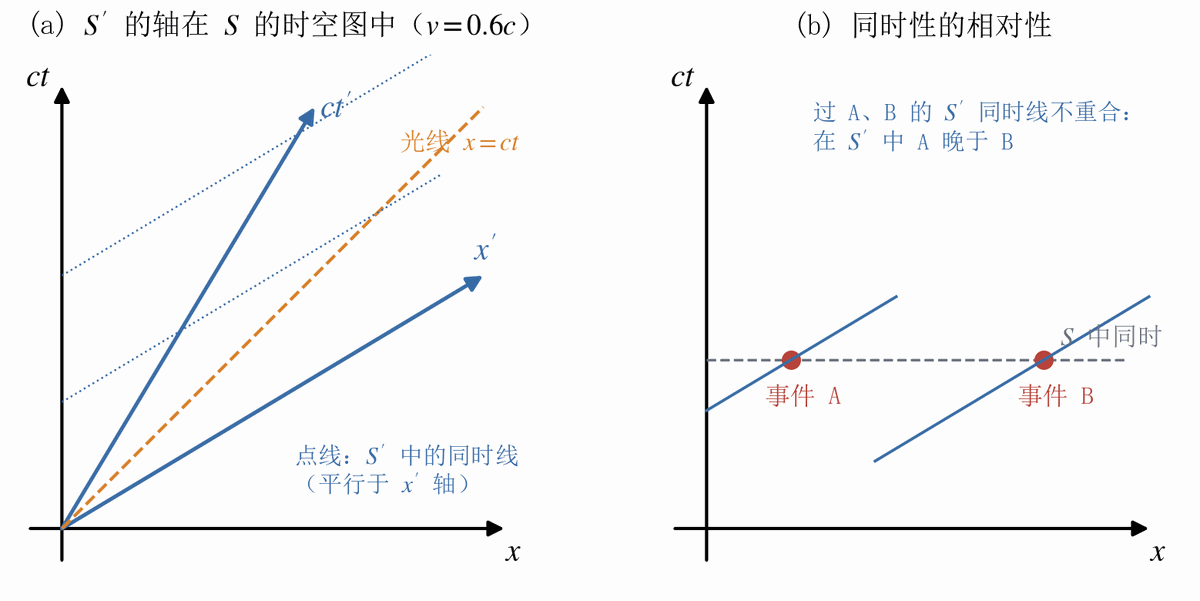 (a) S′ 的轴在 S 的时空图中（v=0.6c）
ct
ct′
光线 x=ct
x′
点线：S′ 中的同时线
（平行于 x′ 轴）
x
(b) 同时性的相对性
ct
过 A、B 的 S′ 同时线不重合：
在 S′ 中 A 晚于 B
S 中同时
事件 A
事件 B
x